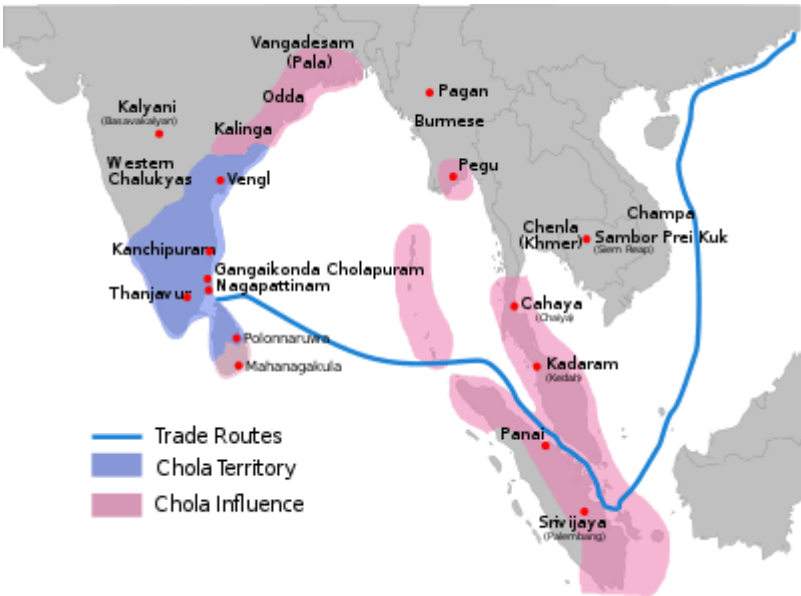 Vangadesam
(Pala)
Odda
Kalinga
Kalyani
(Basavakalyan)
Western
Chalukyas
Vengl
Pagan
Burmese
Pegu
Champa
Chenla
(Khmer)
Sambor Prei Kuk
(Siem Reap)
Kanchipuram
Gangaikonda Cholapuram
Nagapattinam
Thanjavur
Cahaya
(Chaiya)
Polonnaruwa
Mahanagakula
Kadaram
(Kedah)
Panai
Srivijaya
(Palembang)
Trade Routes
Chola Territory
Chola Influence